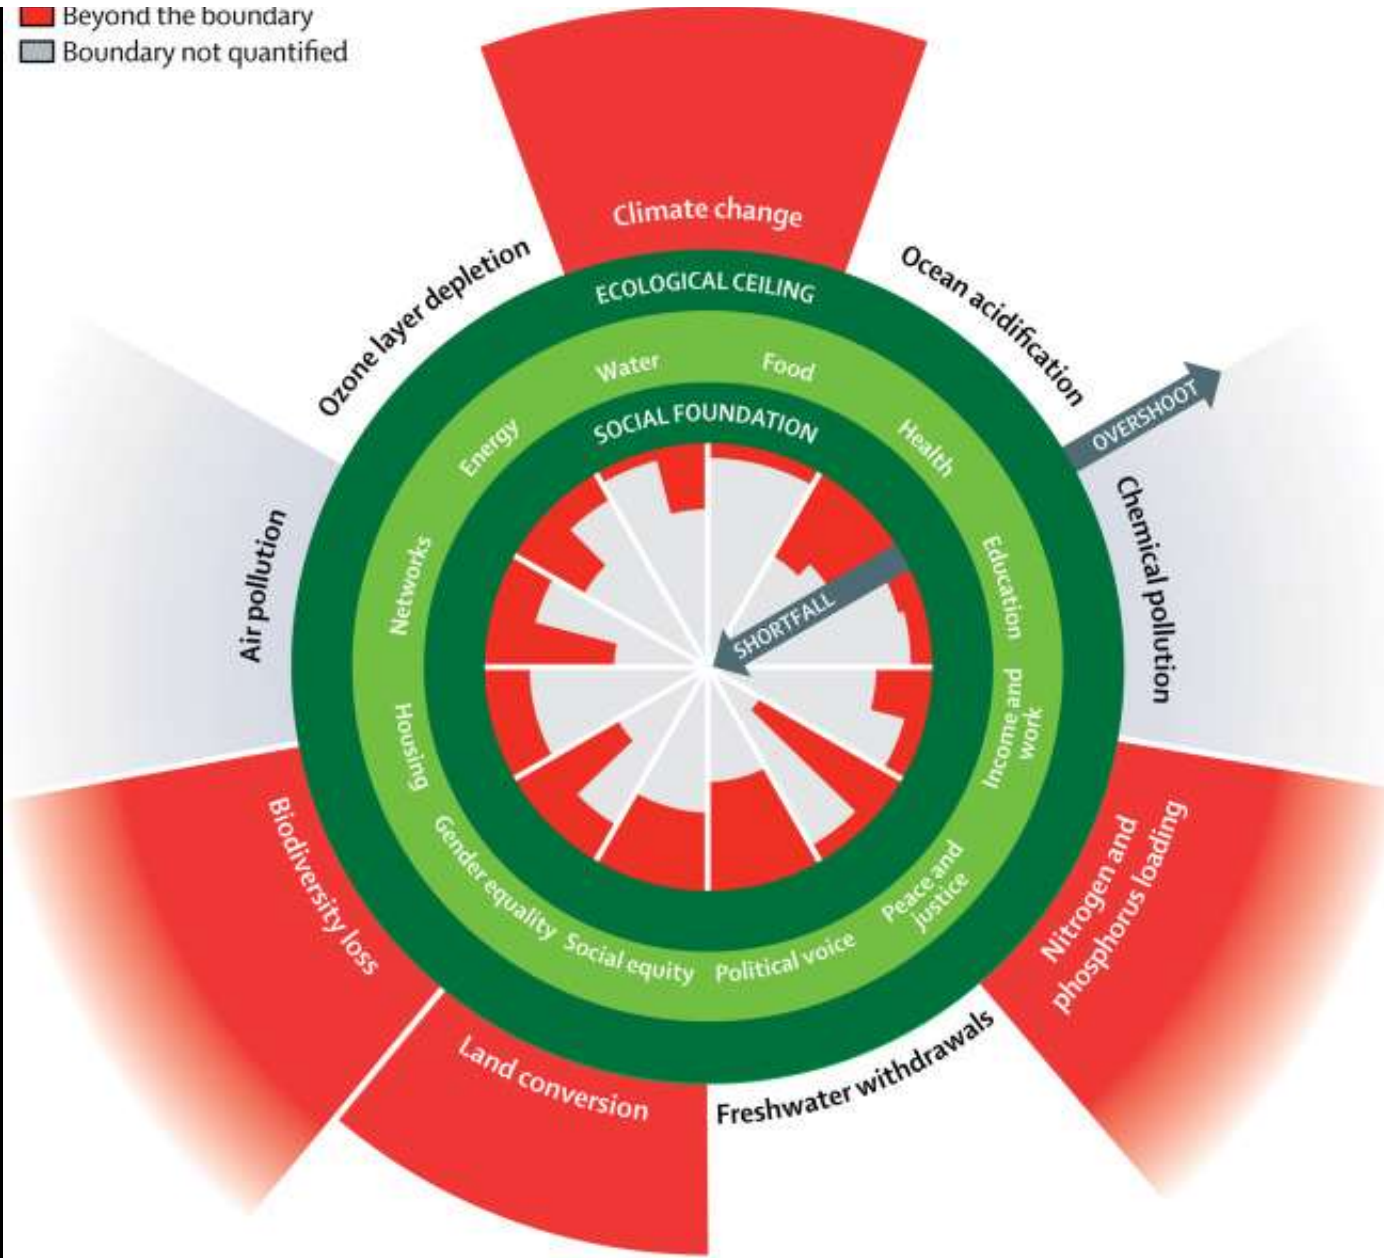 Beyond the boundary
Boundary not quantified
Climate change
Ozone layer depletion
Ocean acidification
ECOLOGICAL CEILING
Water
Food
Energy
Health
SOCIAL FOUNDATION
OVERSHOOT
Air pollution
Networks
Education
Chemical pollution
SHORTFALL
Housing
Income and
work
Biodiversity loss
Gender equality
Social equity
Political voice
Peace and
justice
Nitrogen and
phosphorus loading
Land conversion
Freshwater withdrawals